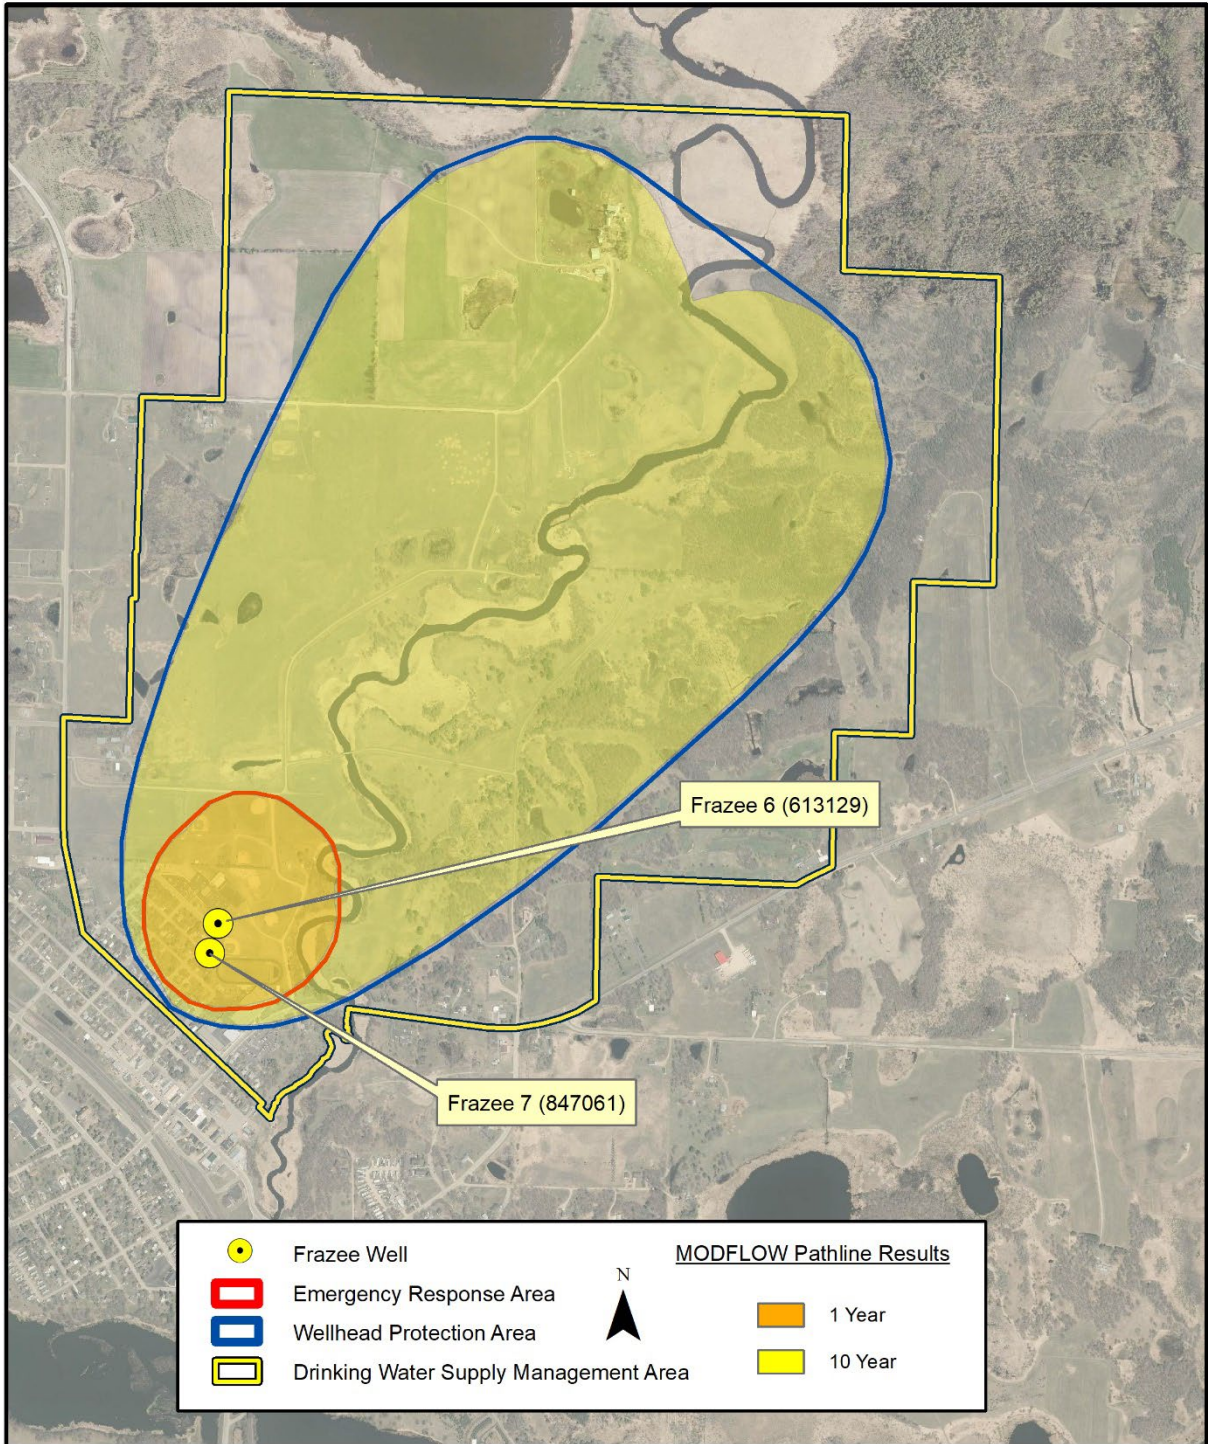 Frazee 6 (613129)
Frazee 7 (847061)
Frazee Well
Emergency Response Area
Wellhead Protection Area
Drinking Water Supply Management Area
N
MODFLOW Pathline Results
1 Year
10 Year